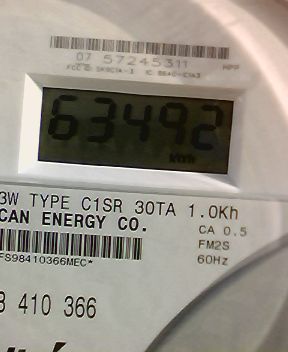 07 57245311
63492
kWh
3W TYPE C1SR 30TA 1.0Kh
CAN ENERGY CO.
CA 0.5
FM2S
60Hz
FS98410366MEC*
8 410 366